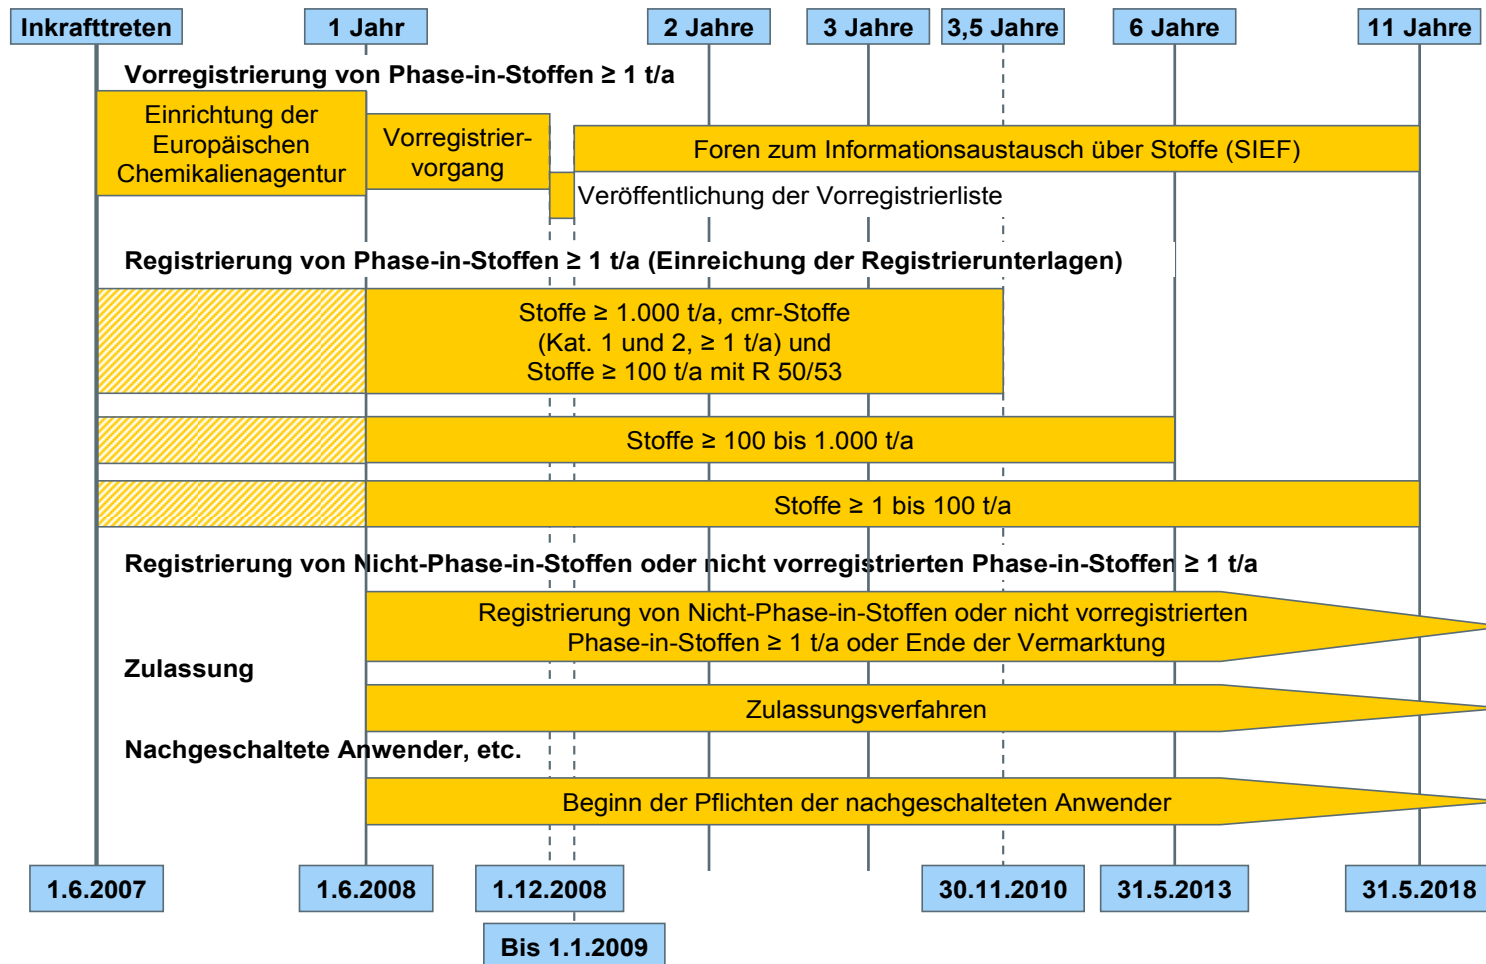 Inkrafttreten
1 Jahr
2 Jahre
3 Jahre
3,5 Jahre
6 Jahre
11 Jahre
Vorregistrierung von Phase-in-Stoffen ≥ 1 t/a
Einrichtung der
Europäischen
Chemikalienagentur
Vorregistrier-
vorgang
Foren zum Informationsaustausch über Stoffe (SIEF)
Veröffentlichung der Vorregistrierliste
Registrierung von Phase-in-Stoffen ≥ 1 t/a (Einreichung der Registrierunterlagen)
Stoffe ≥ 1.000 t/a, cmr-Stoffe
(Kat. 1 und 2, ≥ 1 t/a) und
Stoffe ≥ 100 t/a mit R 50/53
Stoffe ≥ 100 bis 1.000 t/a
Stoffe ≥ 1 bis 100 t/a
Registrierung von Nicht-Phase-in-Stoffen oder nicht vorregistrierten Phase-in-Stoffen ≥ 1 t/a
Registrierung von Nicht-Phase-in-Stoffen oder nicht vorregistrierten
Phase-in-Stoffen ≥ 1 t/a oder Ende der Vermarktung
Zulassung
Zulassungsverfahren
Nachgeschaltete Anwender, etc.
Beginn der Pflichten der nachgeschalteten Anwender
1.6.2007
1.6.2008
1.12.2008
30.11.2010
31.5.2013
31.5.2018
Bis 1.1.2009